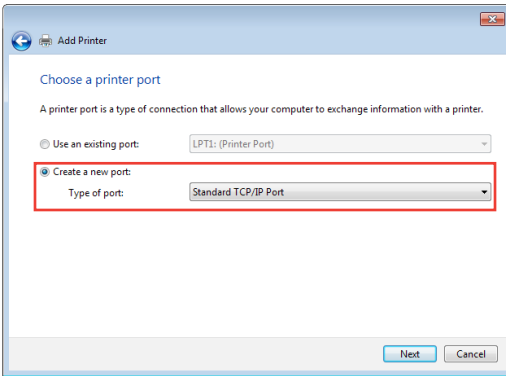 Add Printer
Choose a printer port
A printer port is a type of connection that allows your computer to exchange information with a printer.
Use an existing port: LPT1: (Printer Port)
Create a new port:
Type of port: Standard TCP/IP Port
Next Cancel